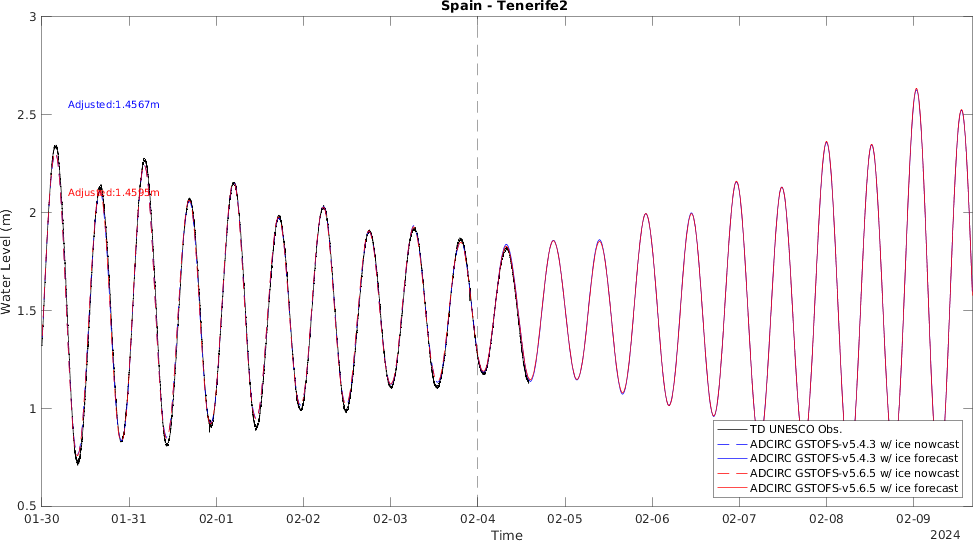 Spain - Tenerife2
Water Level (m)
3
2.5
2
1.5
1
0.5
Adjusted:1.4567m
Adjusted:1.4595m
TD UNESCO Obs.
ADCIRC GSTOFS-v5.4.3 w/ ice nowcast
ADCIRC GSTOFS-v5.4.3 w/ ice forecast
ADCIRC GSTOFS-v5.6.5 w/ ice nowcast
ADCIRC GSTOFS-v5.6.5 w/ ice forecast
01-30 01-31 02-01 02-02 02-03 02-04 02-05 02-06 02-07 02-08 02-09
Time
2024